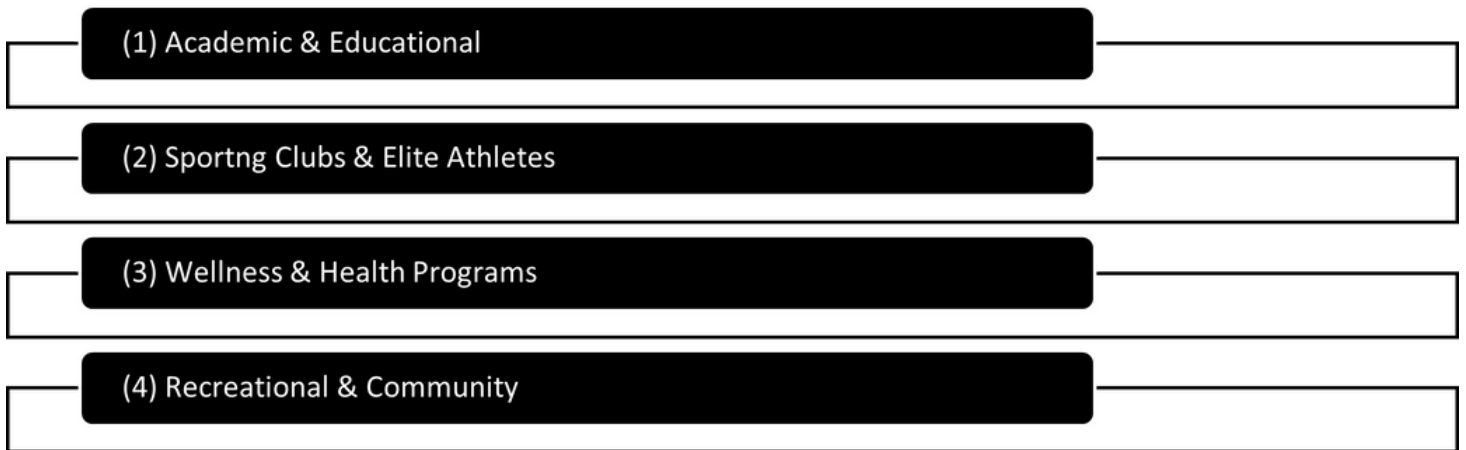 (1) Academic & Educational
(2) Sportng Clubs & Elite Athletes
(3) Wellness & Health Programs
(4) Recreational & Community